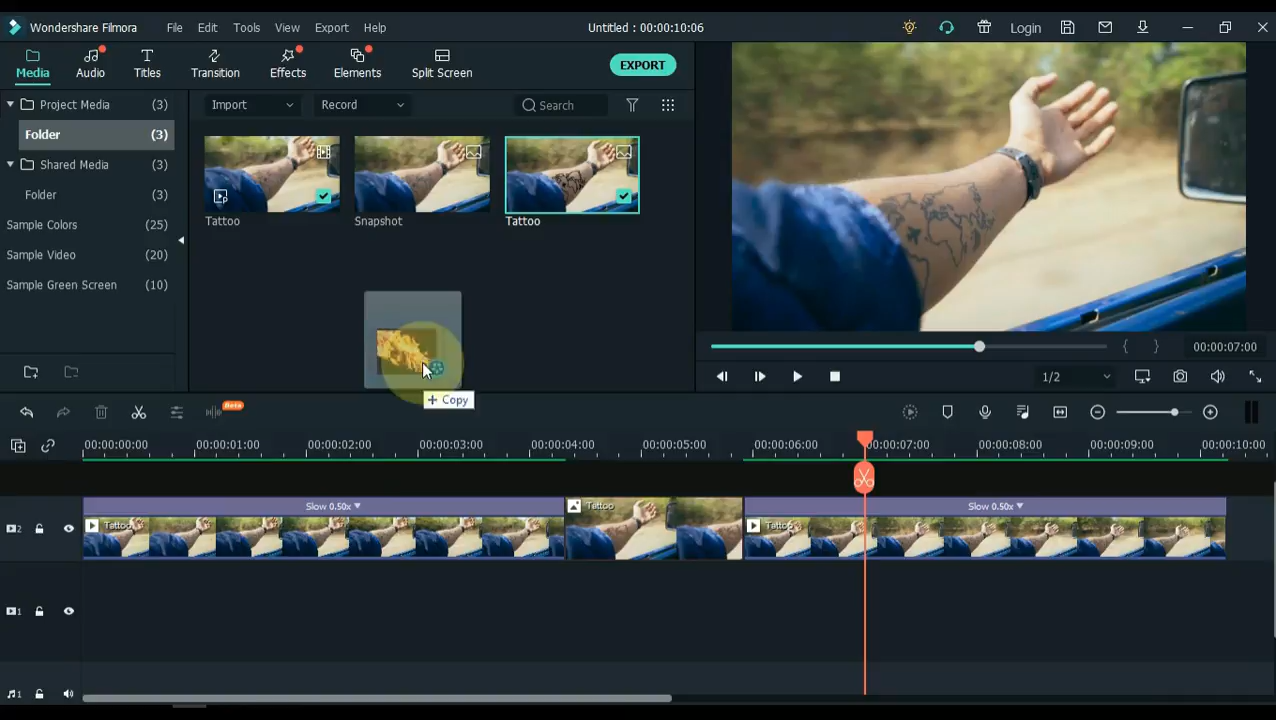 Wondershare Filmora
File
Edit
Tools
View
Export
Help
Untitled : 00:00:10:06
Login
Media
Audio
Titles
Transition
Effects
Elements
Split Screen
EXPORT
Project Media (3)
Folder (3)
Shared Media (3)
Folder (3)
Sample Colors (25)
Sample Video (20)
Sample Green Screen (10)
Import
Record
Search
Tattoo
Snapshot
Tattoo
+ Copy
00:00:07:00
1/2
Beta
00:00:00:00
00:00:01:00
00:00:02:00
00:00:03:00
00:00:04:00
00:00:05:00
00:00:06:00
00:00:07:00
00:00:08:00
00:00:09:00
00:00:10:00
Slow 0.50x
Tattoo
Tattoo
Slow 0.50x
Tattoo
2
1
1